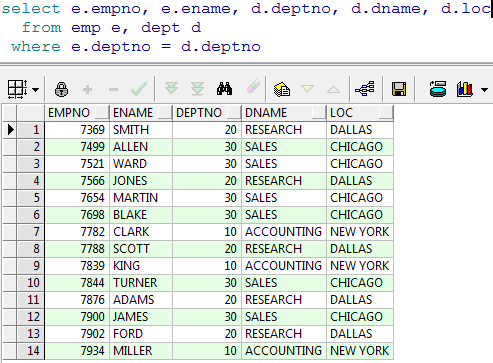 select e.empno, e.ename, d.deptno, d.dname, d.loc
from emp e, dept d
where e.deptno = d.deptno
EMPNO ENAME DEPTNO DNAME LOC
1 7369 SMITH 20 RESEARCH DALLAS
2 7499 ALLEN 30 SALES CHICAGO
3 7521 WARD 30 SALES CHICAGO
4 7566 JONES 20 RESEARCH DALLAS
5 7654 MARTIN 30 SALES CHICAGO
6 7698 BLAKE 30 SALES CHICAGO
7 7782 CLARK 10 ACCOUNTING NEW YORK
8 7788 SCOTT 20 RESEARCH DALLAS
9 7839 KING 10 ACCOUNTING NEW YORK
10 7844 TURNER 30 SALES CHICAGO
11 7876 ADAMS 20 RESEARCH DALLAS
12 7900 JAMES 30 SALES CHICAGO
13 7902 FORD 20 RESEARCH DALLAS
14 7934 MILLER 10 ACCOUNTING NEW YORK